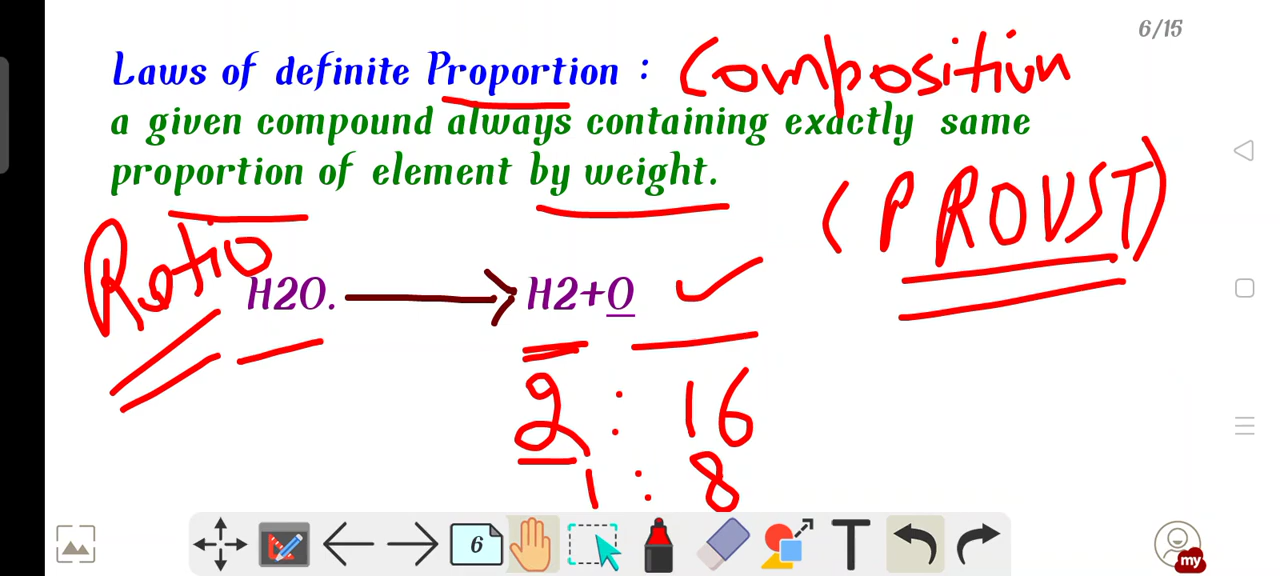 6/15
Laws of definite Proportion : Composition
a given compound always containing exactly same
proportion of element by weight.
(PROUST)
Ratio
H2O. → H2+O ✓
2 : 16
1 : 8
6
T
my